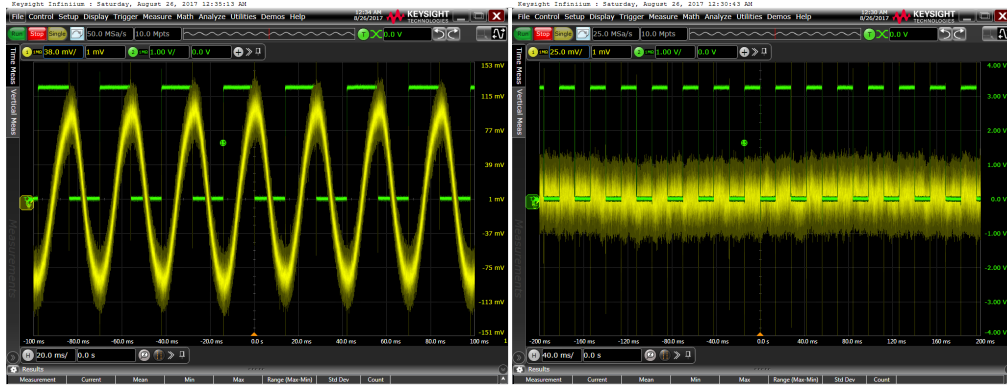 Keysight Infiniium : Saturday, August 26, 2017 12:35:13 AM
File Control Setup Display Trigger Measure Math Analyze Utilities Demos Help
12:34 AM
8/26/2017
KEYSIGHT
TECHNOLOGIES
Run Stop Single 50.0 MSa/s 10.0 Mpts
T 0.0 V
1 38.0 mV/ 1 mV 2 1.00 V/ 0.0 V
Time Meas
Vertical Meas
Measurements
153 mV
115 mV
77 mV
39 mV
1 mV
-37 mV
-75 mV
-113 mV
-151 mV
-100 ms -80.0 ms -60.0 ms -40.0 ms -20.0 ms 0.0 s 20.0 ms 40.0 ms 60.0 ms 80.0 ms 100 ms
H 20.0 ms/ 0.0 s
Results
Measurement Current Mean Min Max Range (Max-Min) Std Dev Count
Keysight Infiniium : Saturday, August 26, 2017 12:30:43 AM
File Control Setup Display Trigger Measure Math Analyze Utilities Demos Help
12:30 AM
8/26/2017
KEYSIGHT
TECHNOLOGIES
Run Stop Single 25.0 MSa/s 10.0 Mpts
T 0.0 V
1 25.0 mV/ 1 mV 2 1.00 V/ 0.0 V
Time Meas
Vertical Meas
Measurements
4.00 V
3.00 V
2.00 V
1.00 V
0.0 V
-1.00 V
-2.00 V
-3.00 V
-4.00 V
-200 ms -160 ms -120 ms -80.0 ms -40.0 ms 0.0 s 40.0 ms 80.0 ms 120 ms 160 ms 200 ms
H 40.0 ms/ 0.0 s
Results
Measurement Current Mean Min Max Range (Max-Min) Std Dev Count